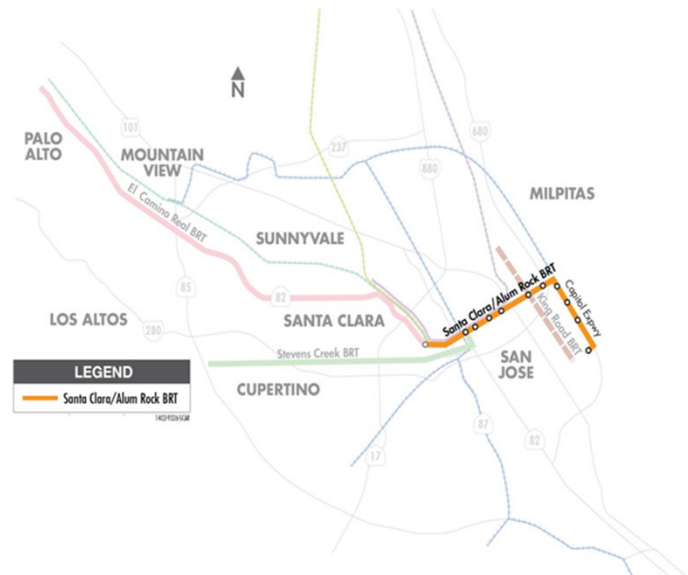 N
PALO
ALTO
101
MOUNTAIN
VIEW
237
880
680
MILPITAS
El Camino Real BRT
SUNNYVALE
85
82
LOS ALTOS
280
SANTA CLARA
Santa Clara/Alum Rock BRT
Capitol Expwy
King Road BRT
Stevens Creek BRT
SAN
JOSE
CUPERTINO
LEGEND
Santa Clara/Alum Rock BRT
87
82
17